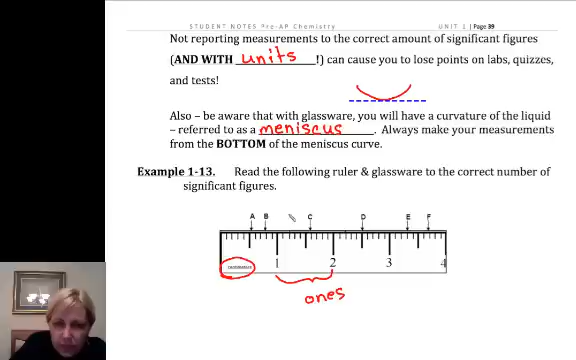 STUDENT NOTES Pre-AP Chemistry UNIT 1 | Page 39
Not reporting measurements to the correct amount of significant figures
(AND WITH units !) can cause you to lose points on labs, quizzes,
and tests!
Also – be aware that with glassware, you will have a curvature of the liquid
– referred to as a meniscus. Always make your measurements
from the BOTTOM of the meniscus curve.
Example 1-13. Read the following ruler & glassware to the correct number of
significant figures.
A B C D E F
1 2 3 4
ones